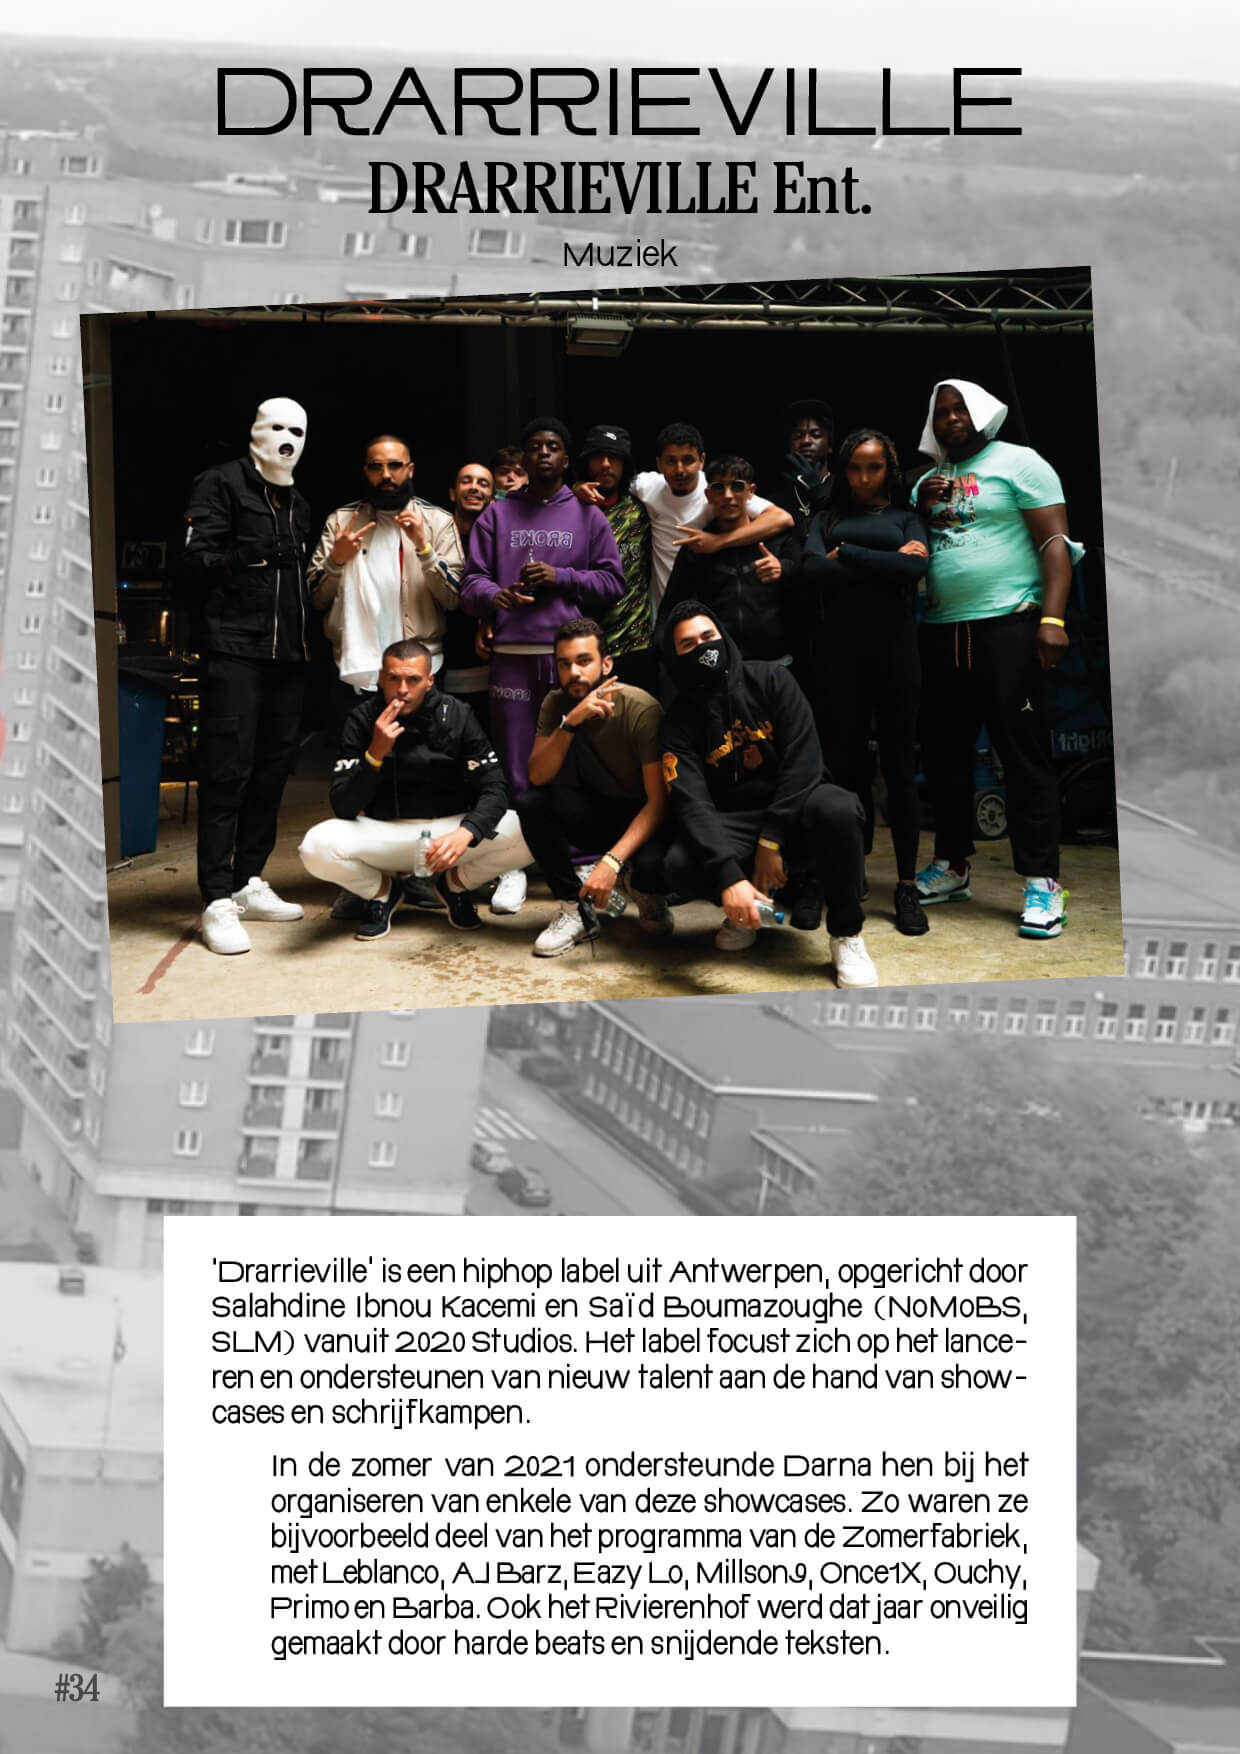 DRARRIEVILLE
DRARRIEVILLE Ent.
Muziek
BROKE
'Drarrieville' is een hiphop label uit Antwerpen, opgericht door
Salahdine Ibnou Kacemi en Saïd Boumazoughe (NoMoBS,
SLM) vanuit 2020 Studios. Het label focust zich op het lance-
ren en ondersteunen van nieuw talent aan de hand van show-
cases en schrijfkampen.
In de zomer van 2021 ondersteunde Darna hen bij het
organiseren van enkele van deze showcases. Zo waren ze
bijvoorbeeld deel van het programma van de Zomerfabriek,
met Leblanco, AJ Barz, Eazy Lo, Millson9, Once1X, Ouchy,
Primo en Barba. Ook het Rivierenhof werd dat jaar onveilig
gemaakt door harde beats en snijdende teksten.
#34